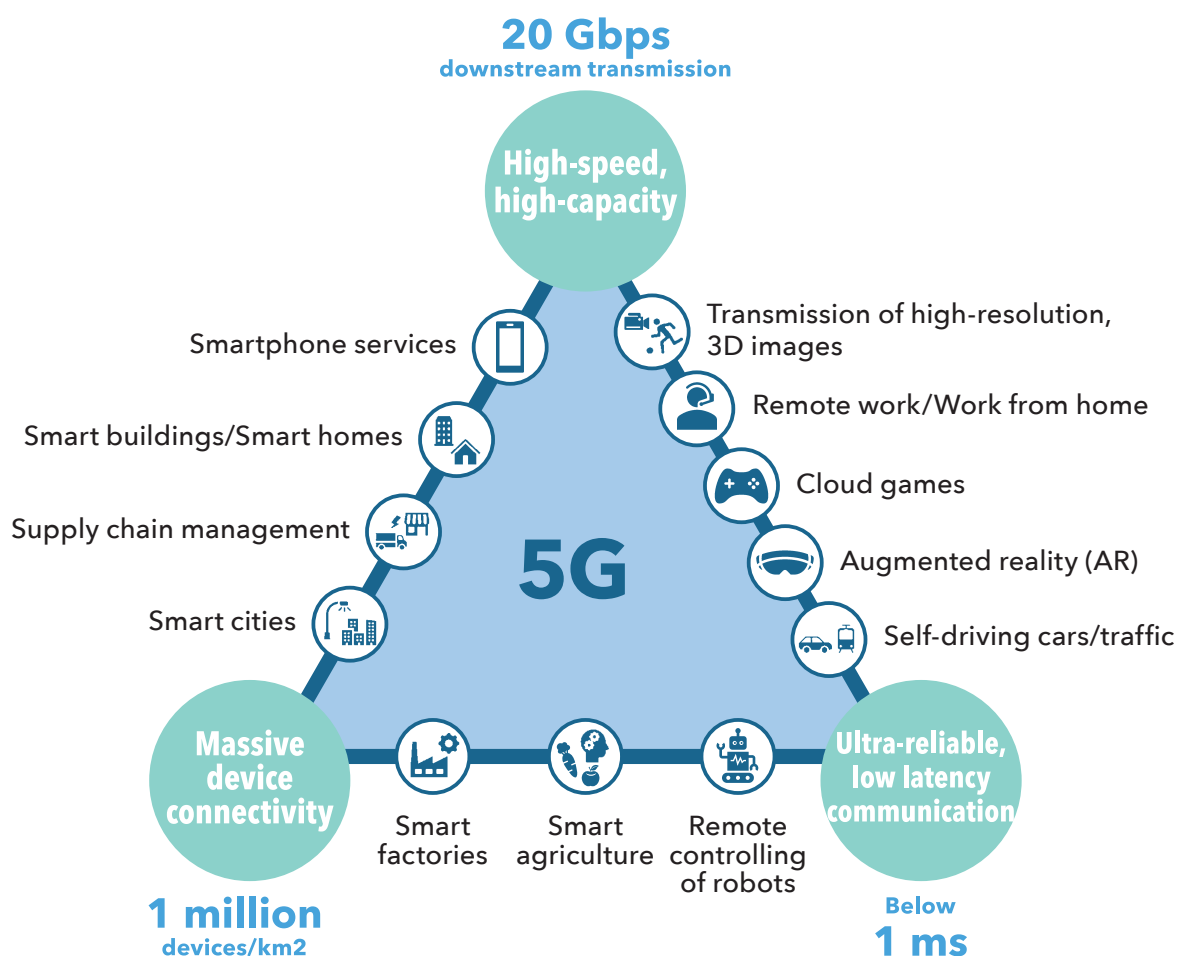 20 Gbps
downstream transmission
High-speed,
high-capacity
Smartphone services
Transmission of high-resolution,
3D images
Smart buildings/Smart homes
Remote work/Work from home
Supply chain management
Cloud games
5G
Augmented reality (AR)
Smart cities
Self-driving cars/traffic
Massive
device
connectivity
Ultra-reliable,
low latency
communication
Smart
factories
Smart
agriculture
Remote
controlling
of robots
1 million
devices/km2
Below
1 ms